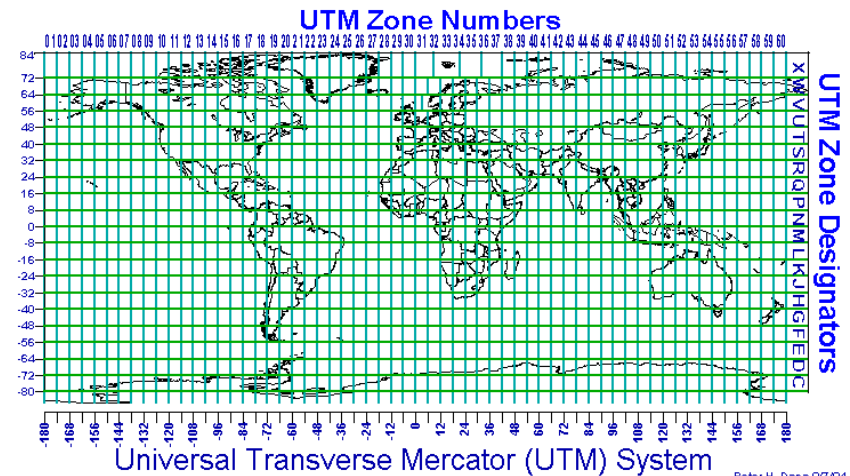 UTM Zone Numbers
01 02 03 04 05 06 07 08 09 10 11 12 13 14 15 16 17 18 19 20 21 22 23 24 25 26 27 28 29 30 31 32 33 34 35 36 37 38 39 40 41 42 43 44 45 46 47 48 49 50 51 52 53 54 55 56 57 58 59 60
84
72
64
56
48
40
32
24
16
8
0
-8
-16
-24
-32
-40
-48
-56
-64
-72
-80
X
W
V
U
T
S
R
Q
P
N
M
L
K
J
H
G
F
E
D
C
UTM Zone Designators
-180 -168 -156 -144 -132 -120 -108 -96 -84 -72 -60 -48 -36 -24 -12 0 12 24 36 48 60 72 84 96 108 120 132 144 156 168 180
Universal Transverse Mercator (UTM) System